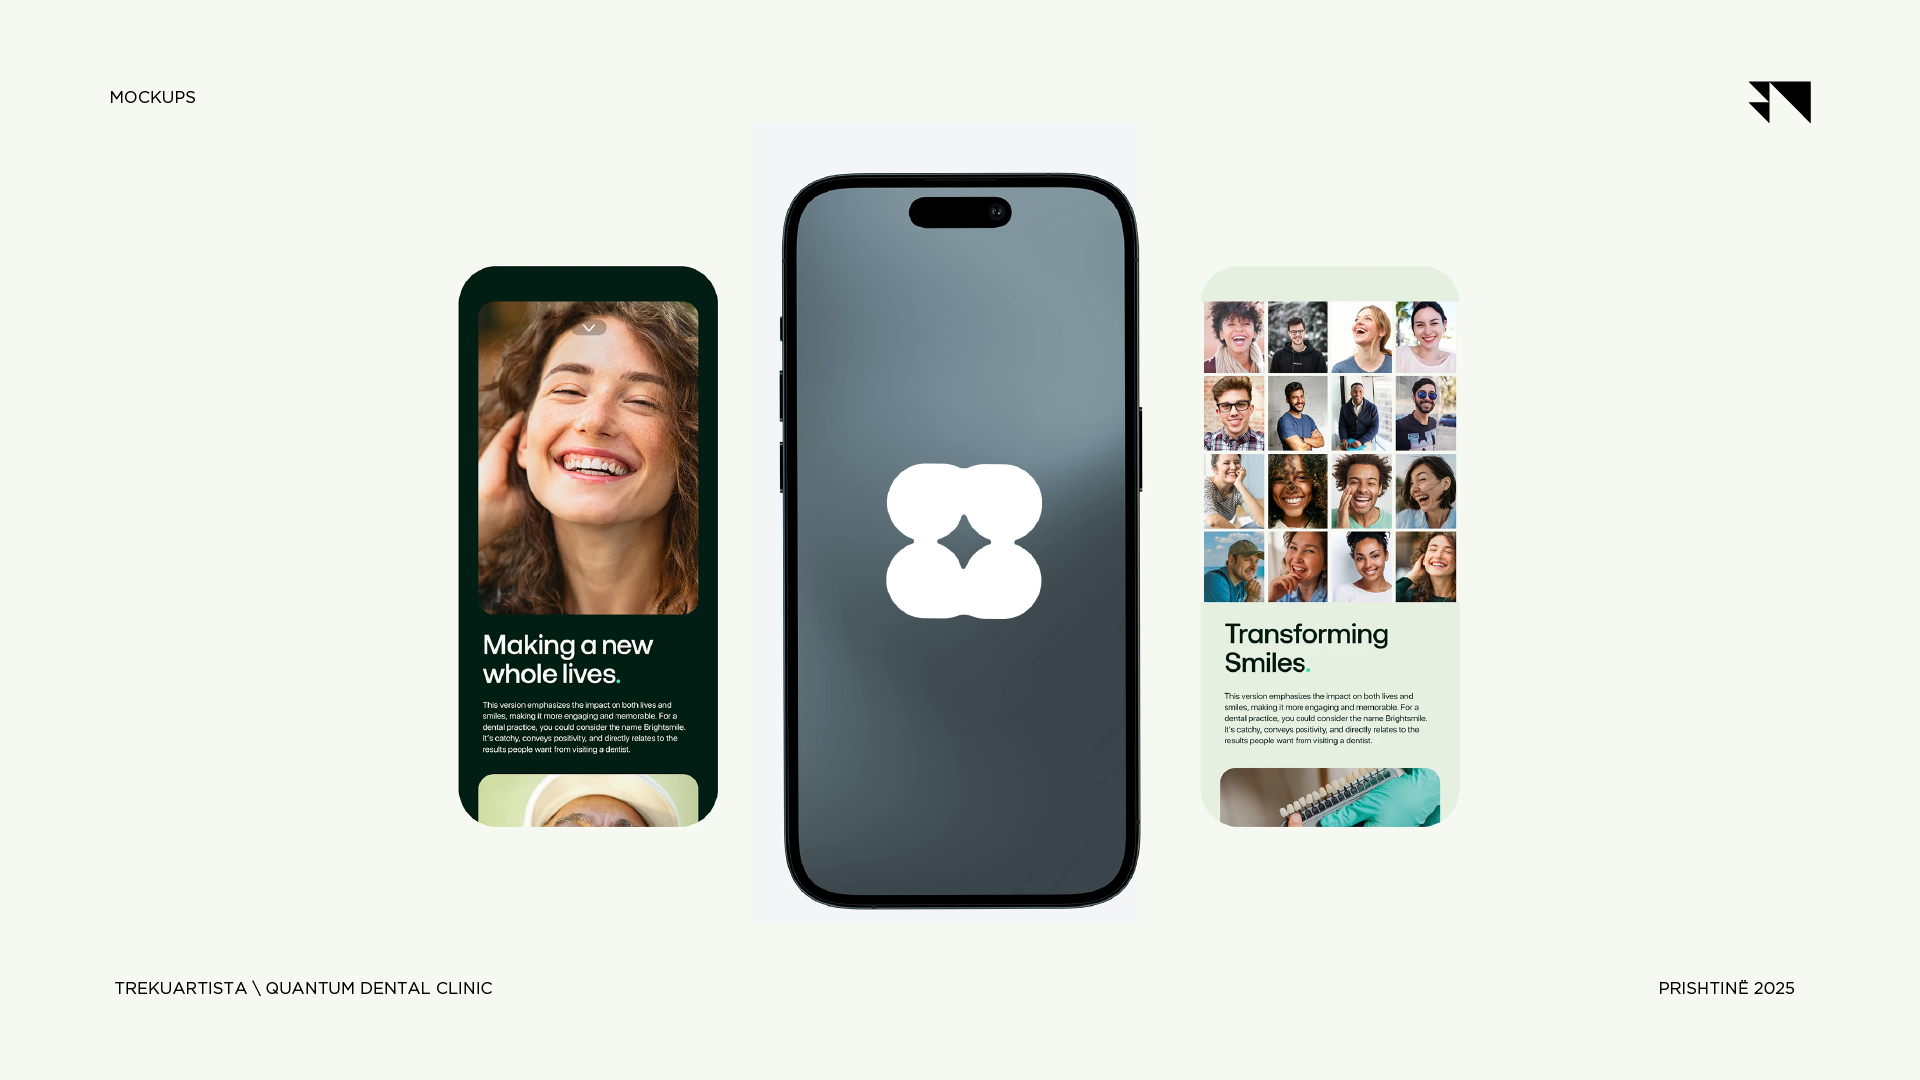 MOCKUPS
Making a new
whole lives.
This version emphasizes the impact on both lives and
smiles, making it more engaging and memorable. For a
dental practice, you could consider the name Brightsmile.
It's catchy, conveys positivity, and directly relates to the
results people want from visiting a dentist.
Transforming
Smiles.
This version emphasizes the impact on both lives and
smiles, making it more engaging and memorable. For a
dental practice, you could consider the name Brightsmile.
It's catchy, conveys positivity, and directly relates to the
results people want from visiting a dentist.
TREKUARTISTA \ QUANTUM DENTAL CLINIC
PRISHTINË 2025